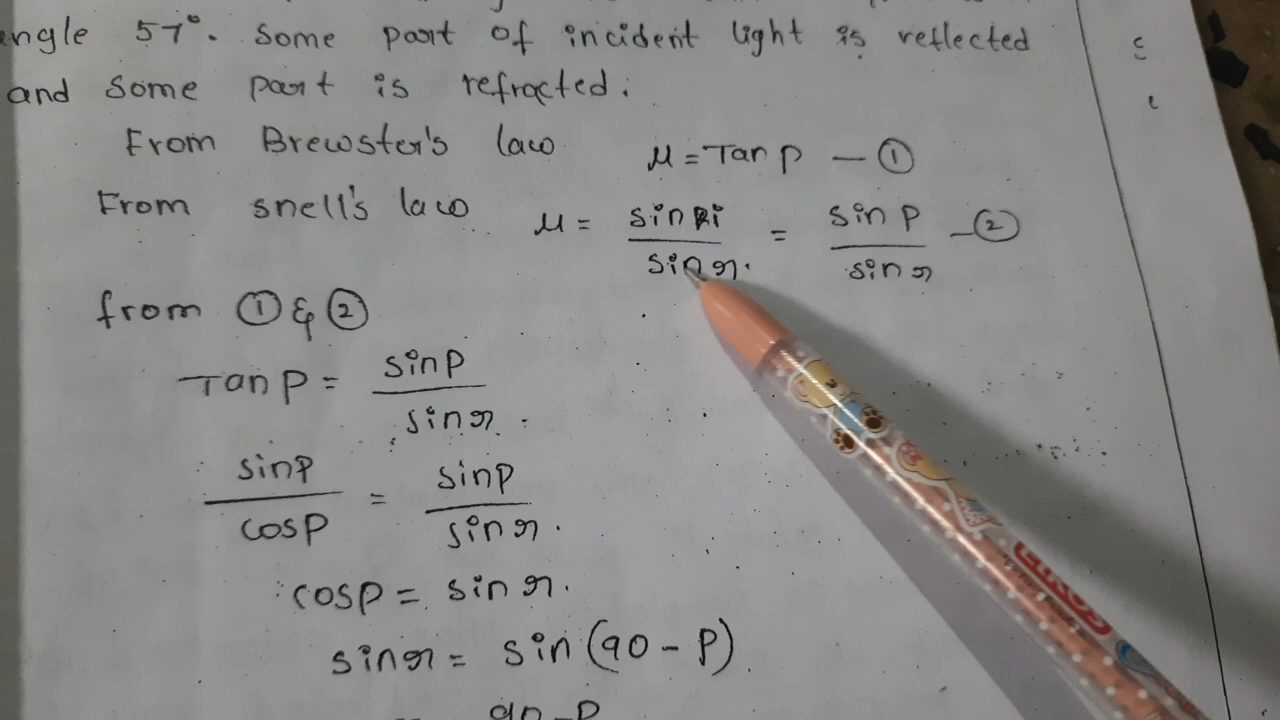 angle 57°. Some part of incident light is reflected
and some part is refracted.
From Brewster's law μ = Tan p — ①
From snell's law μ = sin i / sin r = sin p / sin r — ②
from ① & ②
Tan p = sin p / sin r.
sin p / cos p = sin p / sin r.
cos p = sin r.
sin r = sin (90 - p)
90 - p